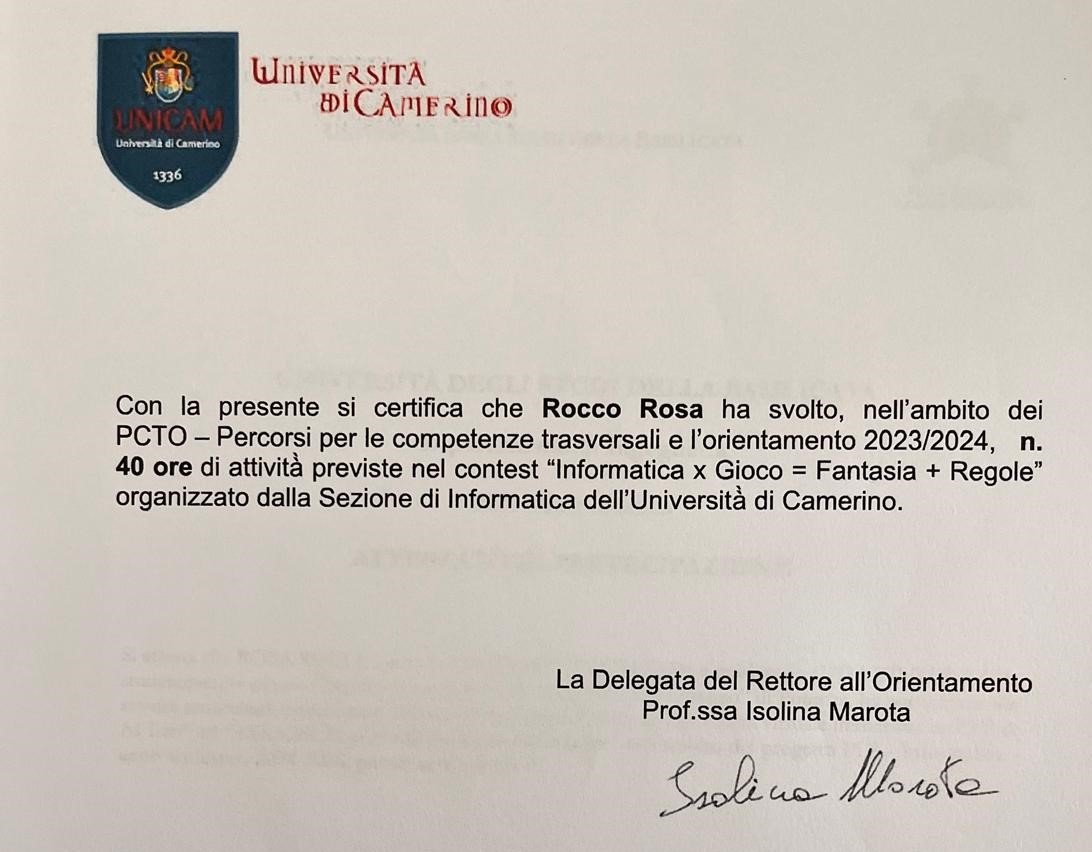 UNIVERSITÀ
DI CAMERINO
UNICAM
Università di Camerino
1336
Con la presente si certifica che Rocco Rosa ha svolto, nell'ambito dei
PCTO – Percorsi per le competenze trasversali e l'orientamento 2023/2024, n.
40 ore di attività previste nel contest “Informatica x Gioco = Fantasia + Regole”
organizzato dalla Sezione di Informatica dell'Università di Camerino.
La Delegata del Rettore all'Orientamento
Prof.ssa Isolina Marota
Isolina Marota